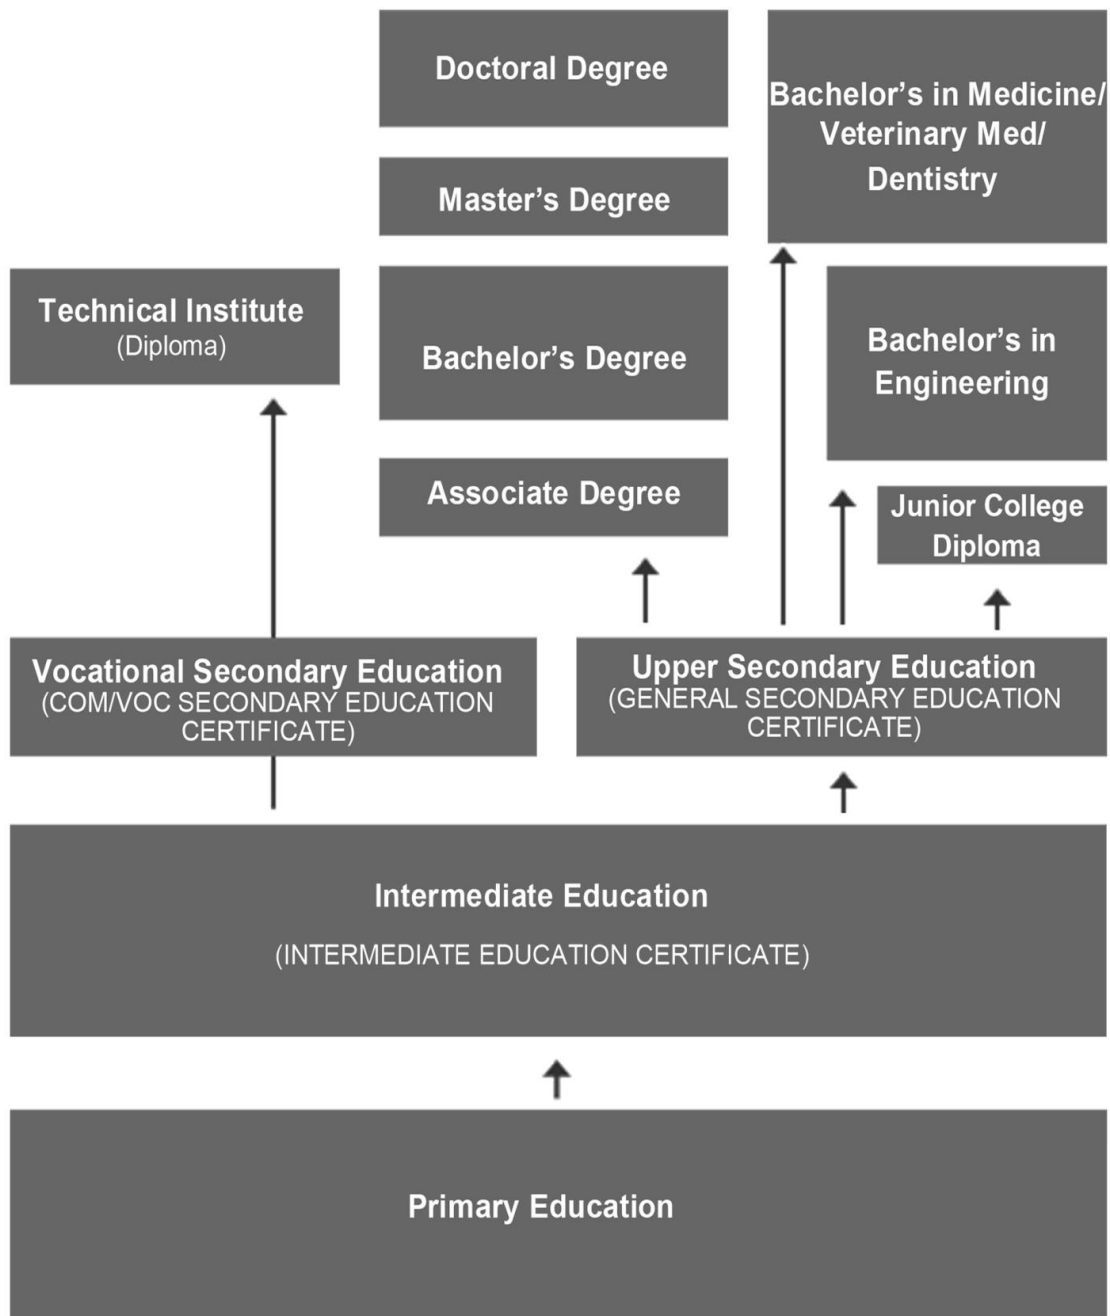 Doctoral Degree
Bachelor's in Medicine/
Veterinary Med/
Dentistry
Master's Degree
Technical Institute
(Diploma)
Bachelor's Degree
Bachelor's in
Engineering
Associate Degree
Junior College
Diploma
Vocational Secondary Education
(COM/VOC SECONDARY EDUCATION
CERTIFICATE)
Upper Secondary Education
(GENERAL SECONDARY EDUCATION
CERTIFICATE)
Intermediate Education
(INTERMEDIATE EDUCATION CERTIFICATE)
Primary Education